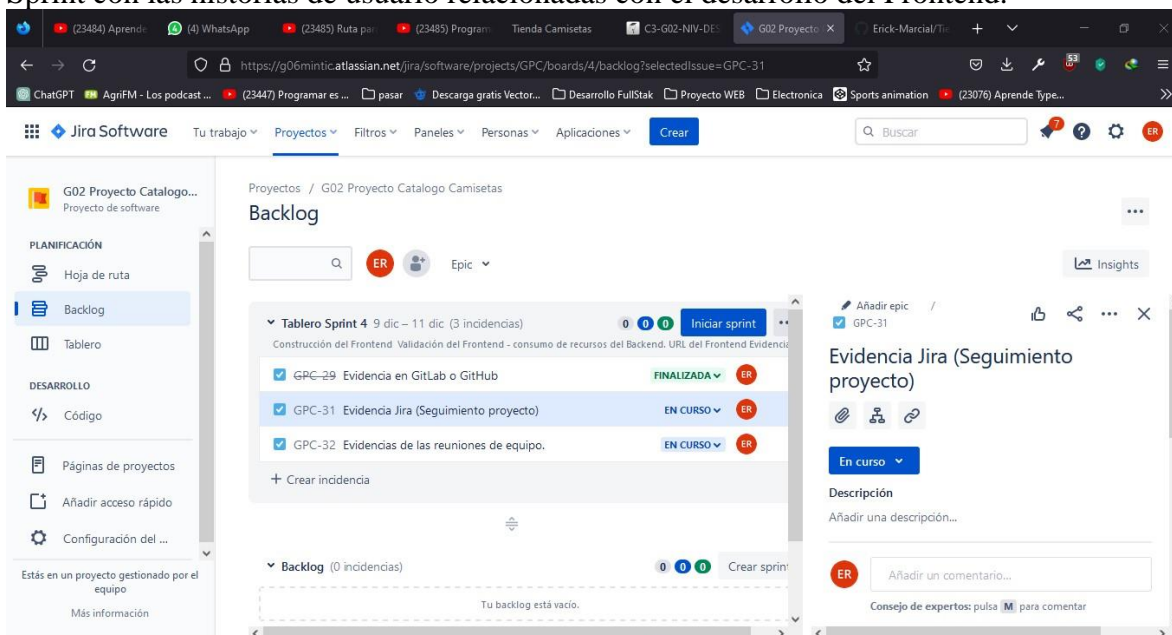 Sprint con las historias de usuario relacionadas con el desarrollo del Frontend.
(23484) Aprende
(4) WhatsApp
(23485) Ruta par
(23485) Program
Tienda Camisetas
C3-G02-NIV-DES
G02 Proyecto
Erick-Marcial/Tie
https://g06mintic.atlassian.net/jira/software/projects/GPC/boards/4/backlog?selectedIssue=GPC-31
53
ChatGPT
AgriFM - Los podcast ...
(23447) Programar es ...
pasar
Descarga gratis Vector...
Desarrollo FullStak
Proyecto WEB
Electronica
Sports animation
(23076) Aprende Type...
Jira Software
Tu trabajo
Proyectos
Filtros
Paneles
Personas
Aplicaciones
Crear
Buscar
7
ER
G02 Proyecto Catalogo...
Proyecto de software
PLANIFICACIÓN
Hoja de ruta
Backlog
Tablero
DESARROLLO
Código
Páginas de proyectos
Añadir acceso rápido
Configuración del ...
Estás en un proyecto gestionado por el
equipo
Más información
Proyectos / G02 Proyecto Catalogo Camisetas
Backlog
ER
Epic
Insights
Tablero Sprint 4 9 dic – 11 dic (3 incidencias)
0 0 0
Iniciar sprint
Construcción del Frontend Validación del Frontend - consumo de recursos del Backend. URL del Frontend Evidencia
GPC-29 Evidencia en GitLab o GitHub FINALIZADA ER
GPC-31 Evidencia Jira (Seguimiento proyecto) EN CURSO ER
GPC-32 Evidencias de las reuniones de equipo. EN CURSO ER
+ Crear incidencia
Backlog (0 incidencias)
0 0 0
Crear sprint
Tu backlog está vacío.
Añadir epic /
GPC-31
Evidencia Jira (Seguimiento
proyecto)
En curso
Descripción
Añadir una descripción...
ER
Añadir un comentario...
Consejo de expertos: pulsa M para comentar